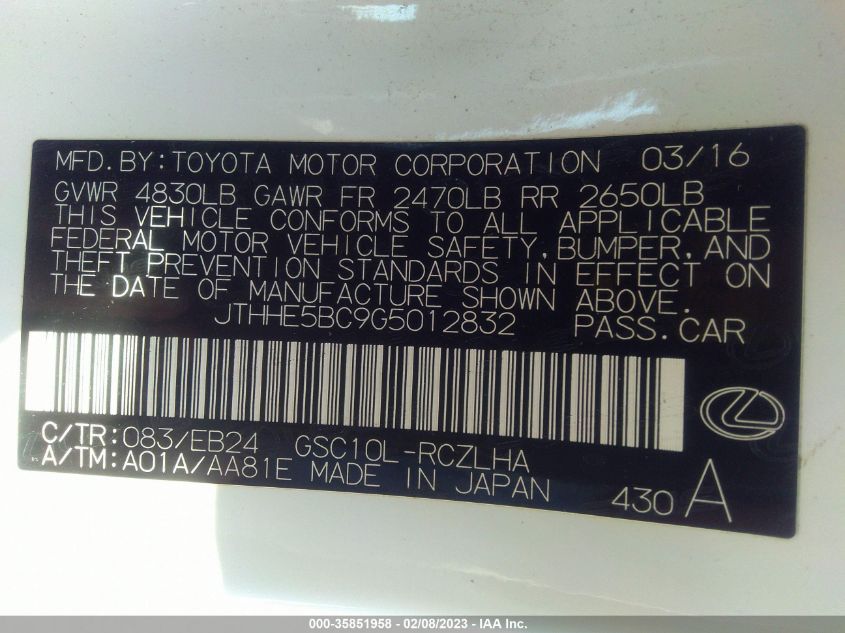 MFD. BY: TOYOTA MOTOR CORPORATION 03/16
GVWR 4830LB GAWR FR 2470LB RR 2650LB
THIS VEHICLE CONFORMS TO ALL APPLICABLE
FEDERAL MOTOR VEHICLE SAFETY, BUMPER, AND
THEFT PREVENTION STANDARDS IN EFFECT ON
THE DATE OF MANUFACTURE SHOWN ABOVE.
JTHHE5BC9G5012832 PASS. CAR
C/TR: 083/EB24 GSC10L-RCZLHA
A/TM: A01A/AA81E MADE IN JAPAN 430 A
000-35851958 - 02/08/2023 - IAA Inc.